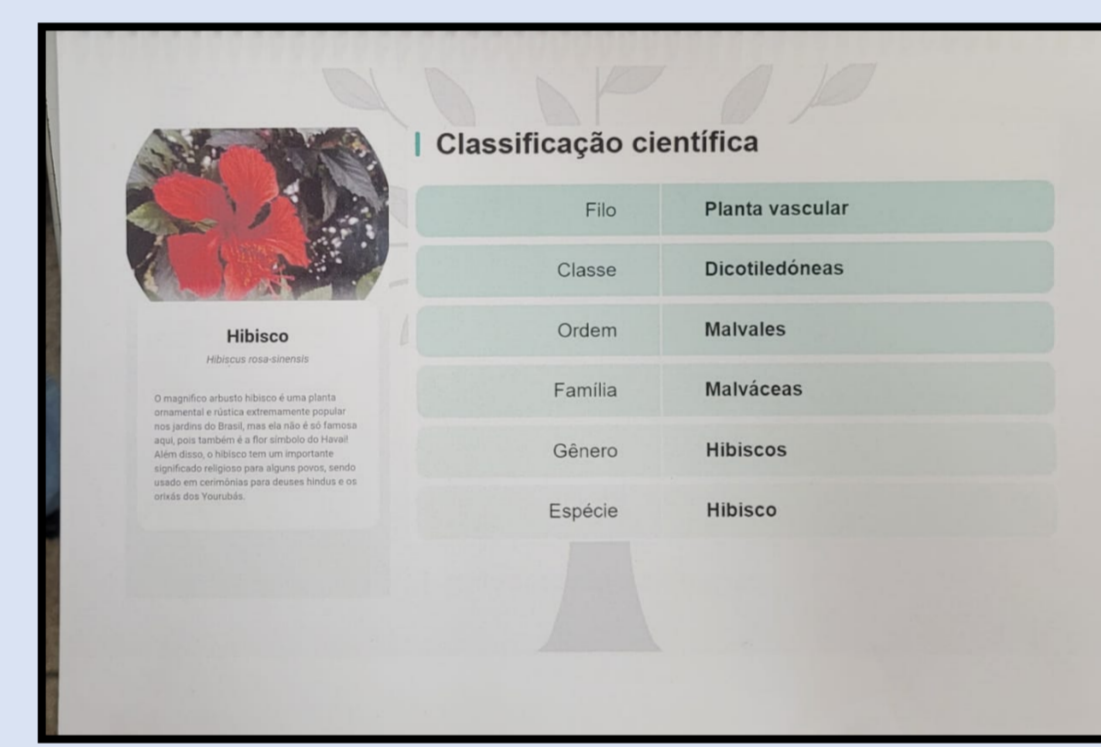 Classificação científica
Filo Planta vascular
Classe Dicotiledóneas
Ordem Malvales
Família Malváceas
Gênero Hibiscos
Espécie Hibisco
Hibisco
Hibiscus rosa-sinensis
O magnifico arbusto hibisco é uma planta
ornamental e rústica extremamente popular
nos jardins do Brasil, mas ela não é só famosa
aqui, pois também é a flor símbolo do Havaí!
Além disso, o hibisco tem um importante
significado religioso para alguns povos, sendo
usado em cerimônias para deuses hindus e os
orixás dos Yourubás.